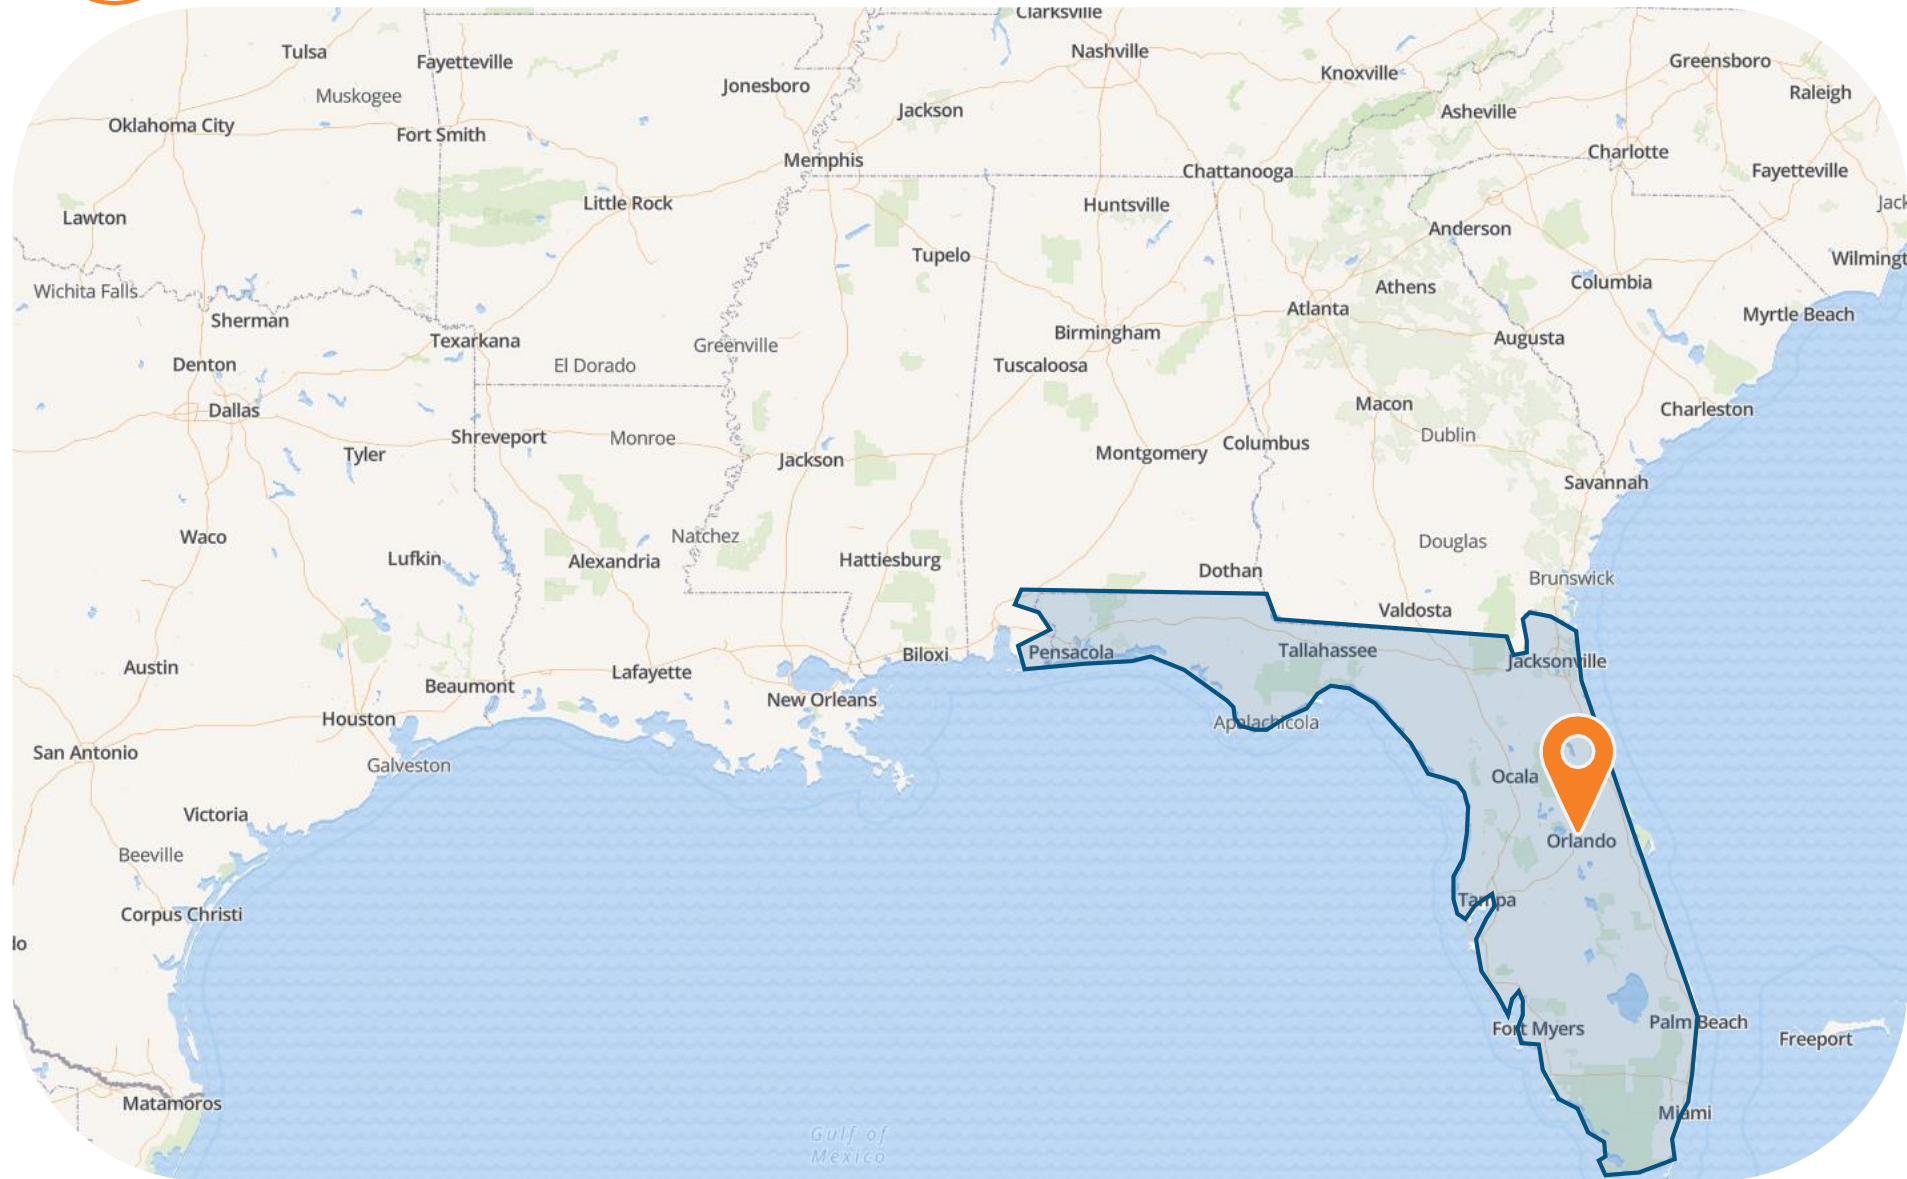 Clarksville
Tulsa
Fayetteville
Nashville
Knoxville
Greensboro
Muskogee
Jonesboro
Jackson
Asheville
Raleigh
Oklahoma City
Fort Smith
Memphis
Chattanooga
Charlotte
Fayetteville
Lawton
Little Rock
Huntsville
Jack
Anderson
Tupelo
Wilmingt
Wichita Falls
Athens
Columbia
Sherman
Atlanta
Myrtle Beach
Texarkana
Greenville
Birmingham
Augusta
Denton
El Dorado
Tuscaloosa
Dallas
Macon
Charleston
Shreveport
Monroe
Dublin
Tyler
Jackson
Montgomery
Columbus
Savannah
Waco
Natchez
Douglas
Lufkin
Alexandria
Hattiesburg
Dothan
Brunswick
Valdosta
Austin
Biloxi
Pensacola
Tallahassee
Jacksonville
Lafayette
Beaumont
New Orleans
Houston
Apalachicola
San Antonio
Galveston
Ocala
Victoria
Orlando
Beeville
Tampa
Corpus Christi
lo
Fort Myers
Palm Beach
Freeport
Matamoros
Miami
Gulf of
Mexico